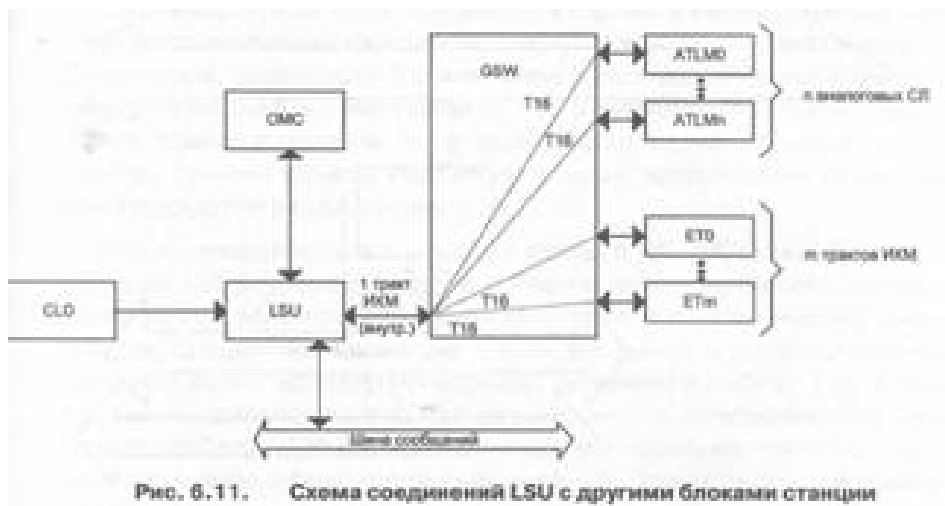 GSW
ATLM0
n аналоговых СЛ
OMC
T16
ATLMn
T16
ET0
m трактов ИКМ
CLO
LSU
1 тракт
ИКМ
(внутр.)
T16
T16
ETm
Шина сообщений
Рис. 6.11. Схема соединений LSU с другими блоками станции